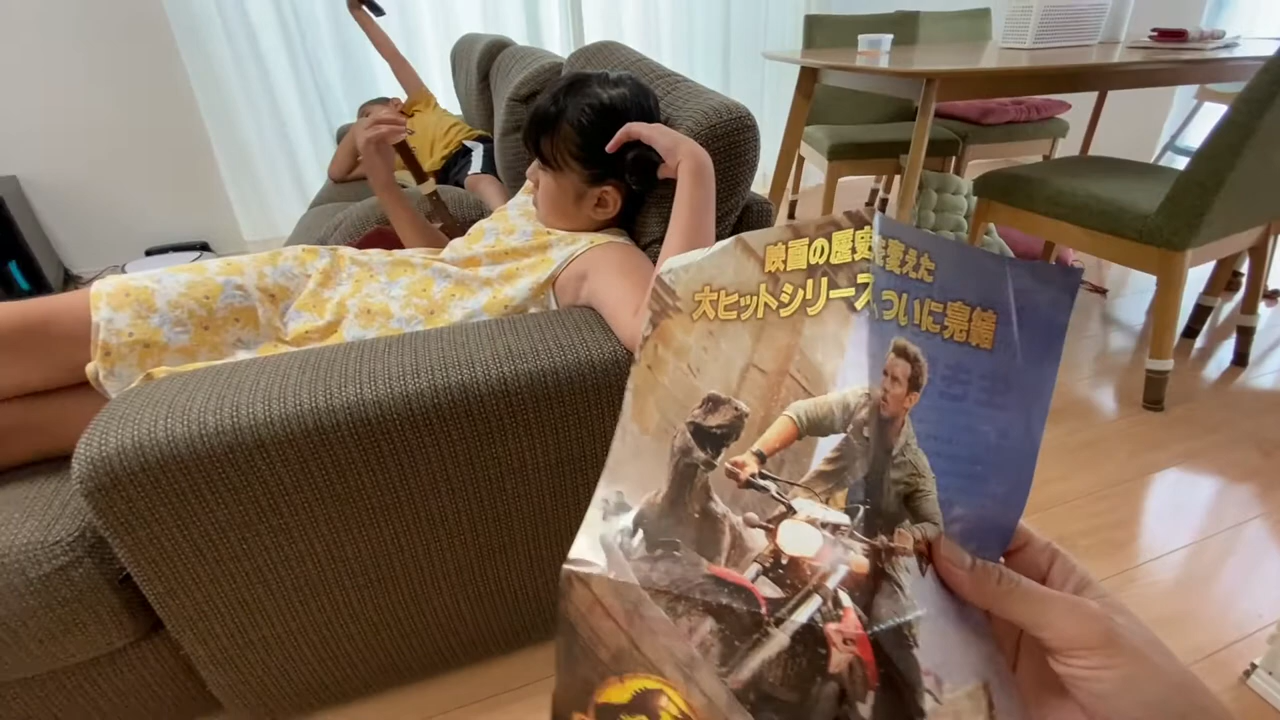 映画の歴史を変えた
大ヒットシリーズ、ついに完結